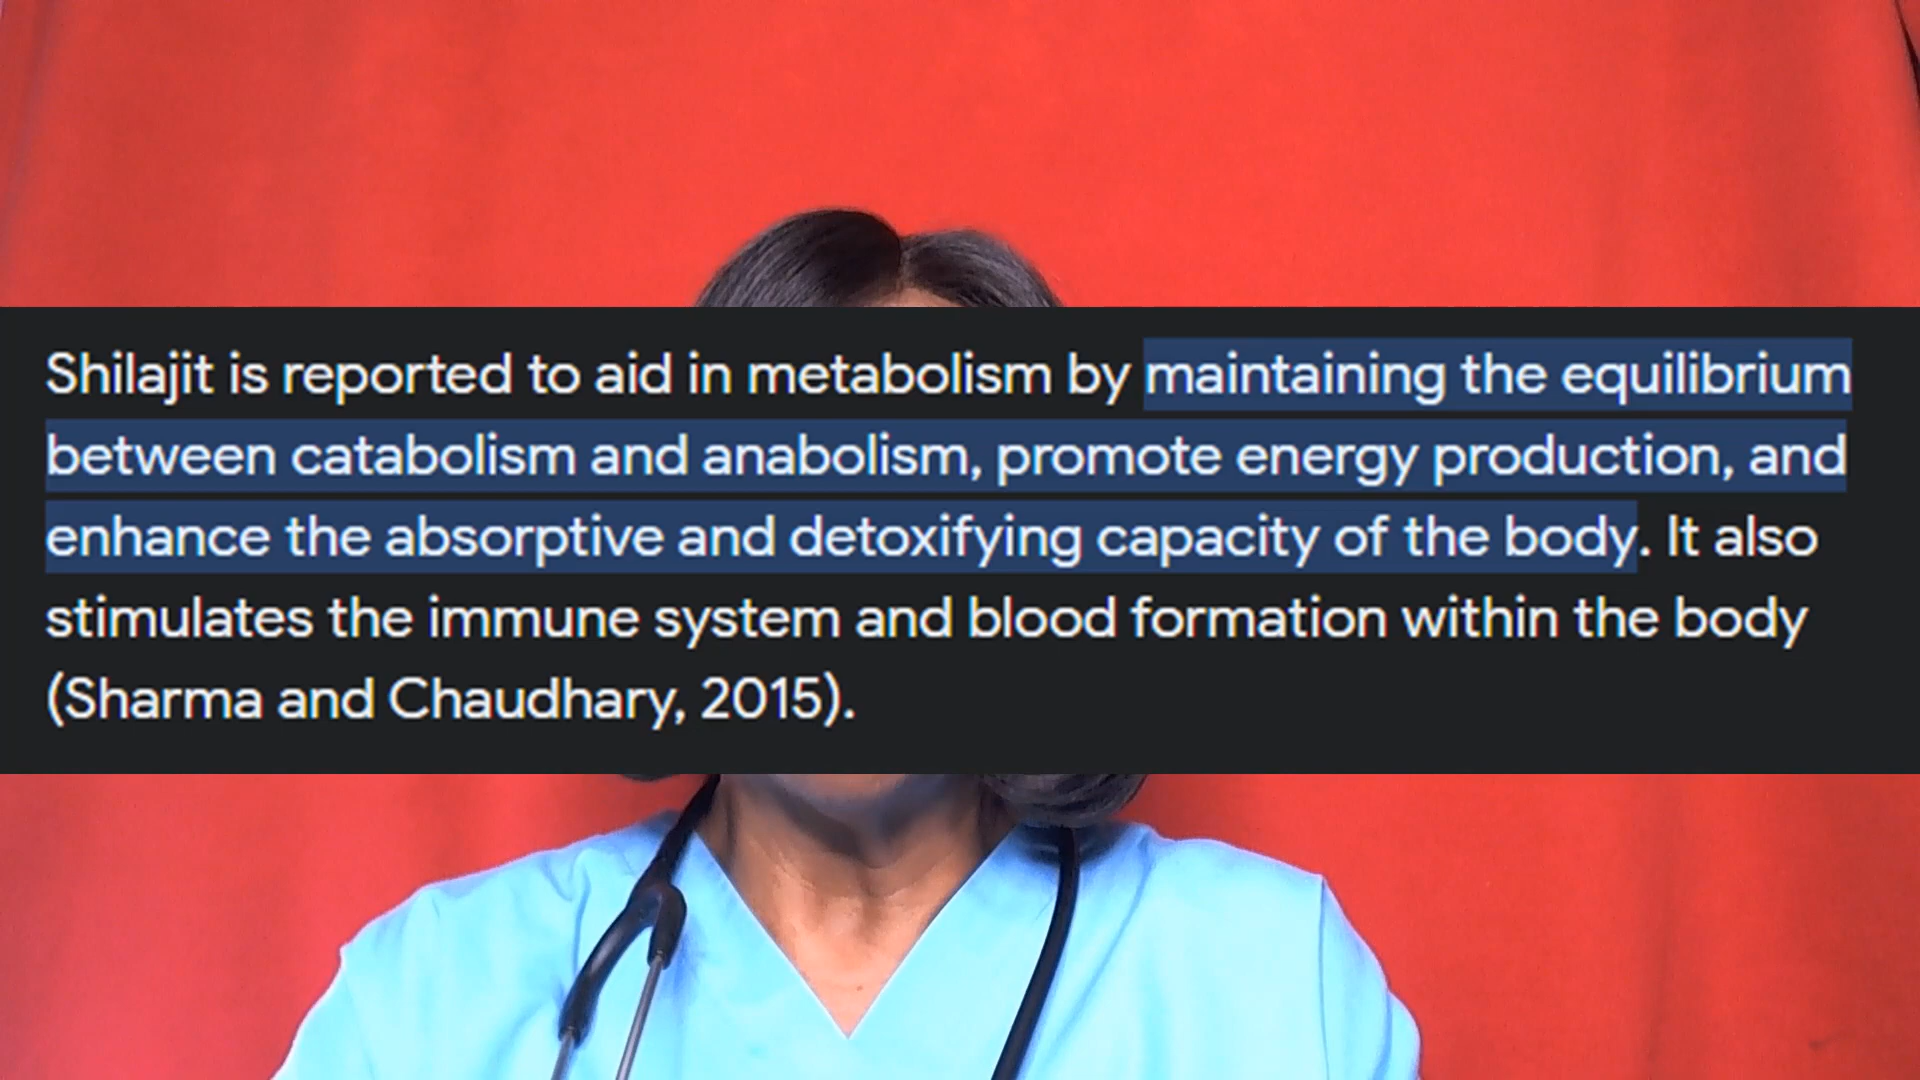 Shilajit is reported to aid in metabolism by maintaining the equilibrium
between catabolism and anabolism, promote energy production, and
enhance the absorptive and detoxifying capacity of the body. It also
stimulates the immune system and blood formation within the body
(Sharma and Chaudhary, 2015).